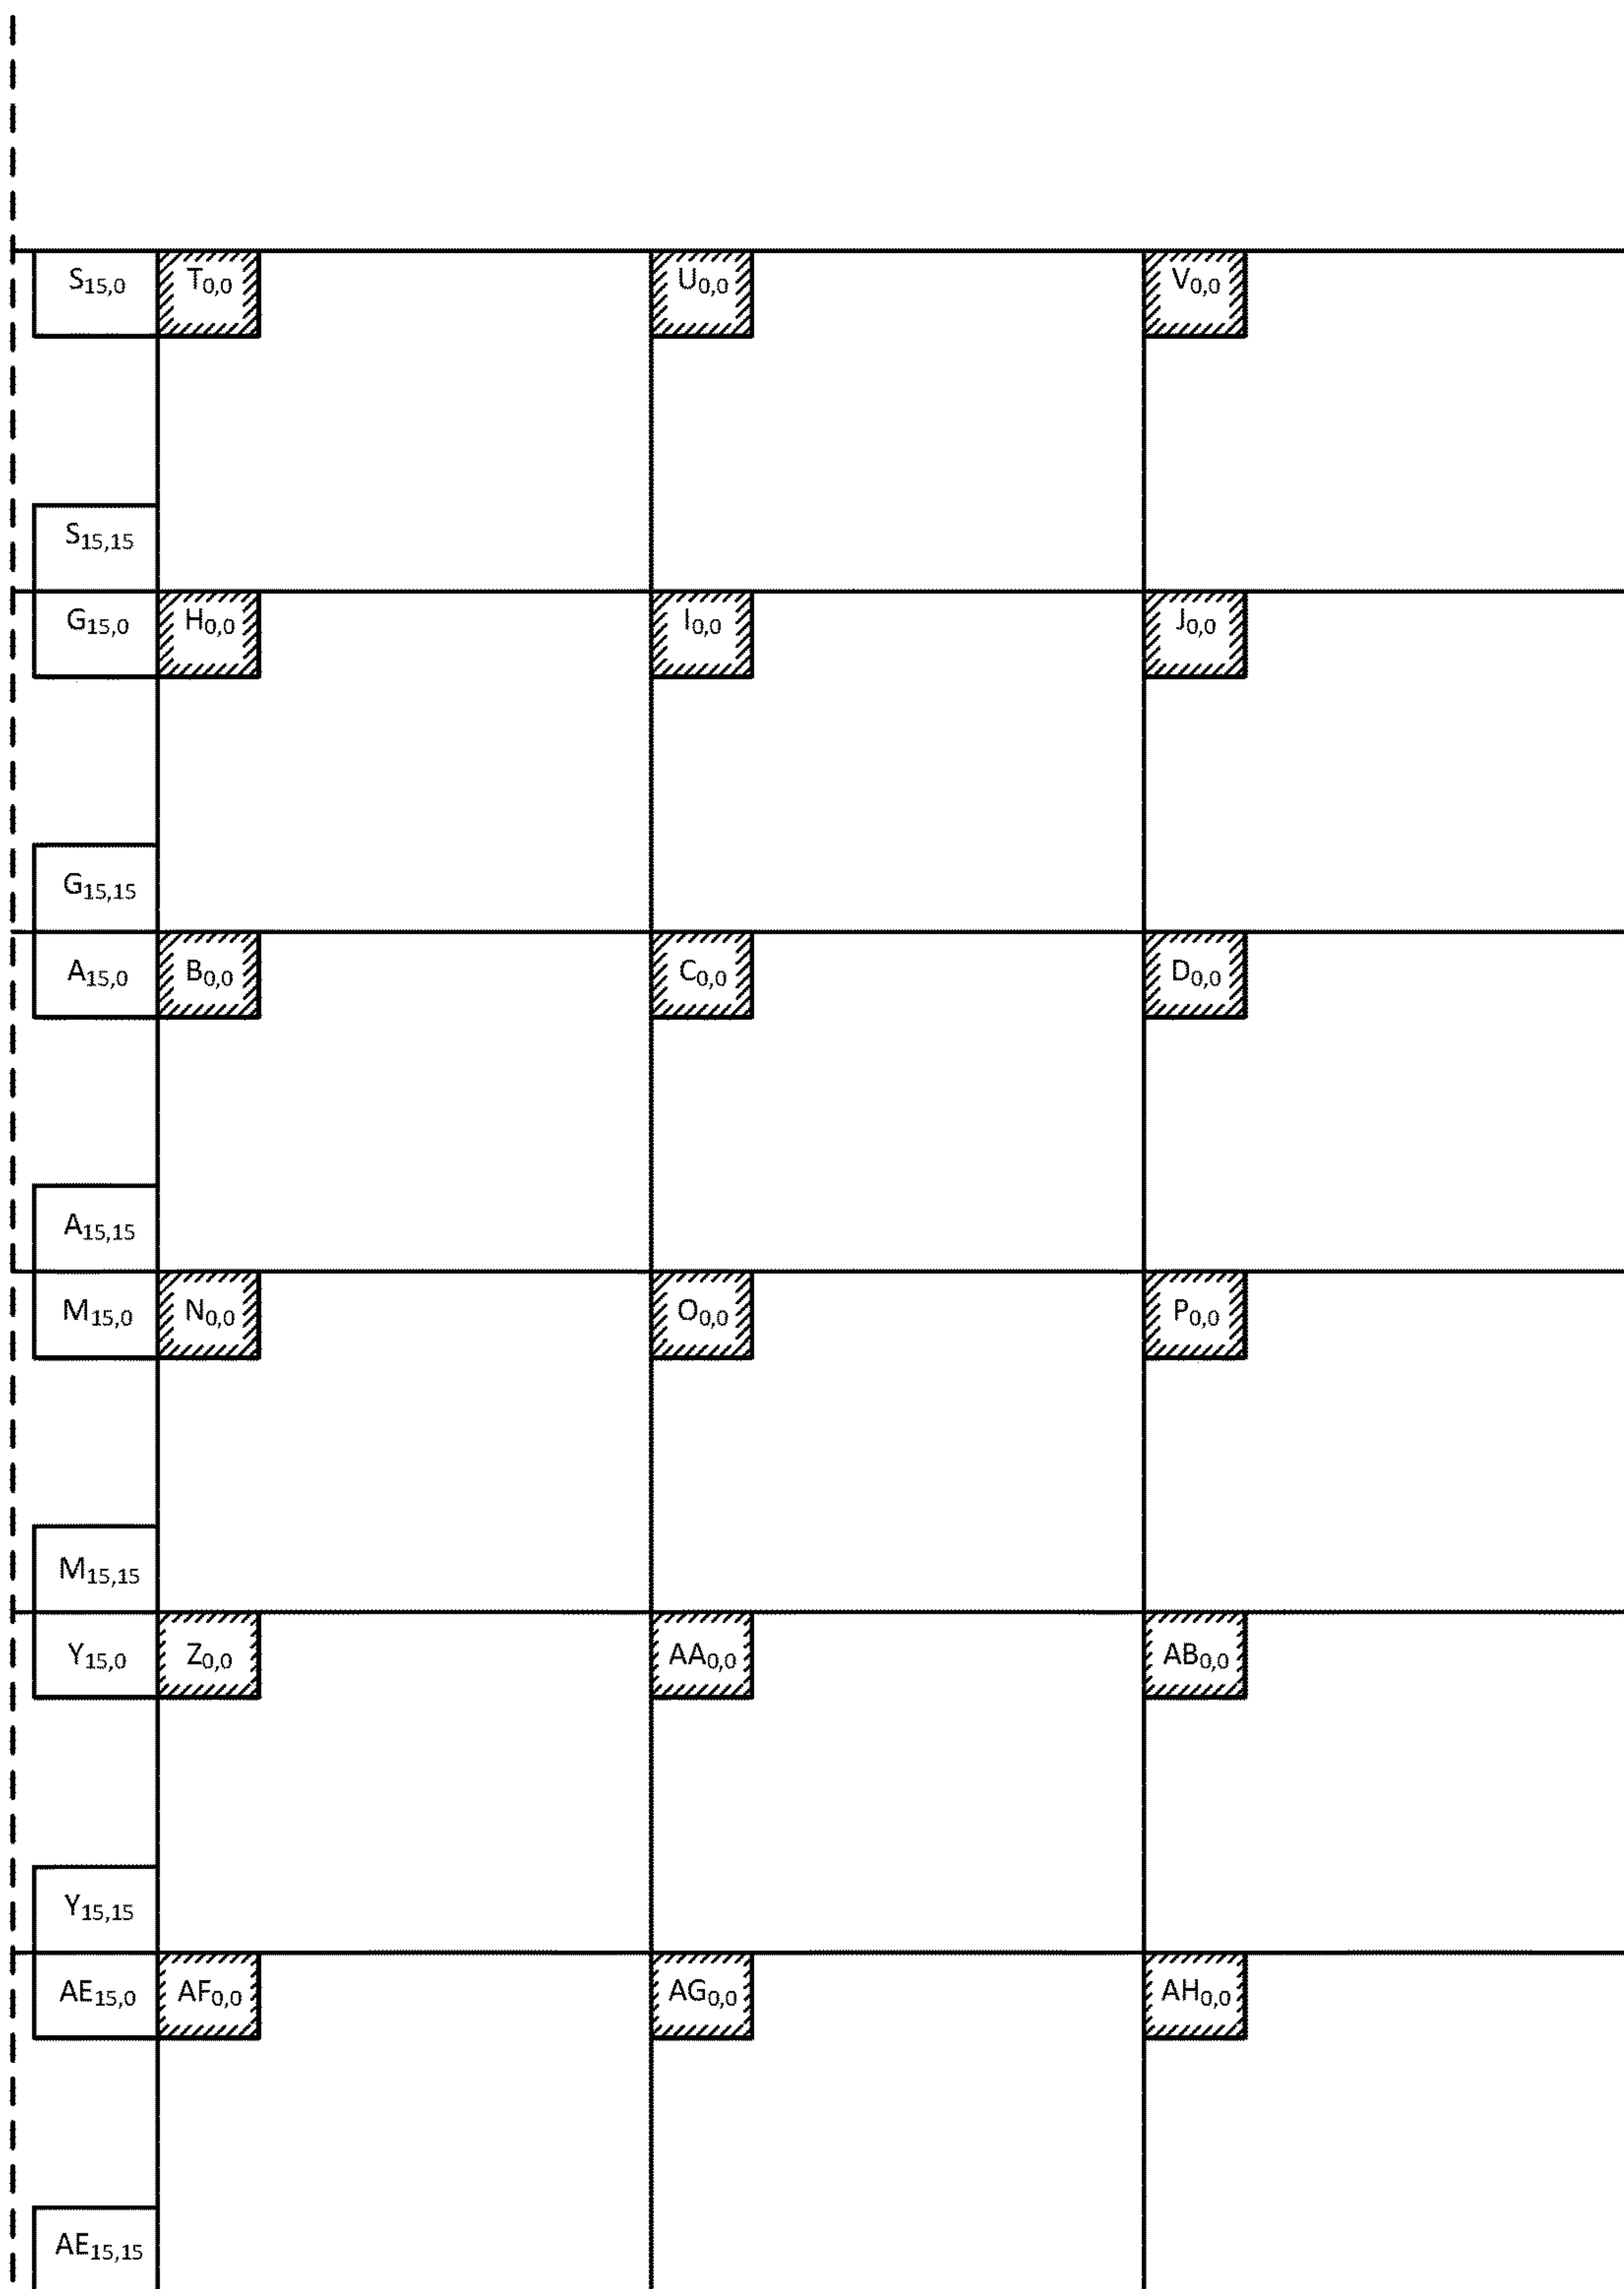 S15,0 T0,0 U0,0 V0,0
S15,15
G15,0 H0,0 I0,0 J0,0
G15,15
A15,0 B0,0 C0,0 D0,0
A15,15
M15,0 N0,0 O0,0 P0,0
M15,15
Y15,0 Z0,0 AA0,0 AB0,0
Y15,15
AE15,0 AF0,0 AG0,0 AH0,0
AE15,15